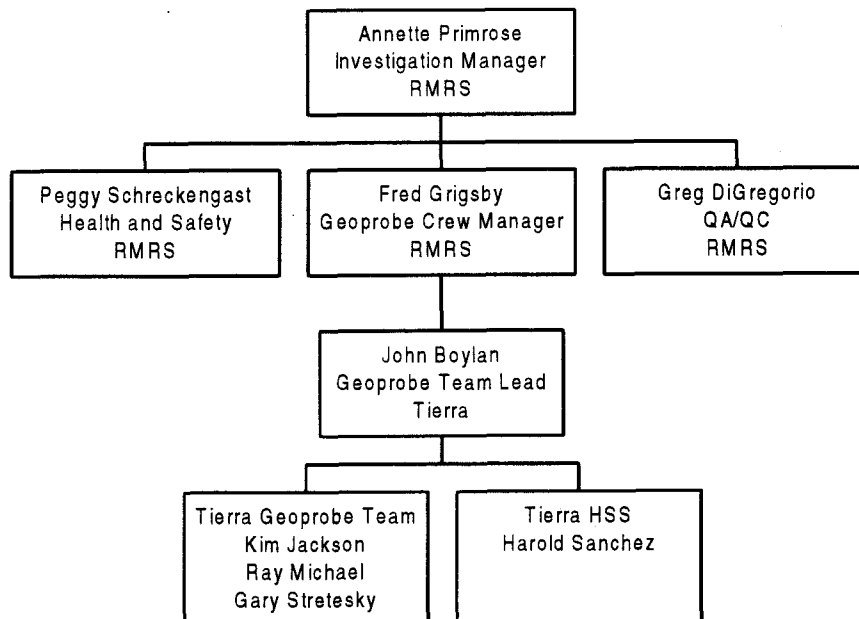 Annette Primrose
Investigation Manager
RMRS
Peggy Schreckengast
Health and Safety
RMRS
Fred Grigsby
Geoprobe Crew Manager
RMRS
Greg DiGregorio
QA/QC
RMRS
John Boylan
Geoprobe Team Lead
Tierra
Tierra Geoprobe Team
Kim Jackson
Ray Michael
Gary Stretesky
Tierra HSS
Harold Sanchez